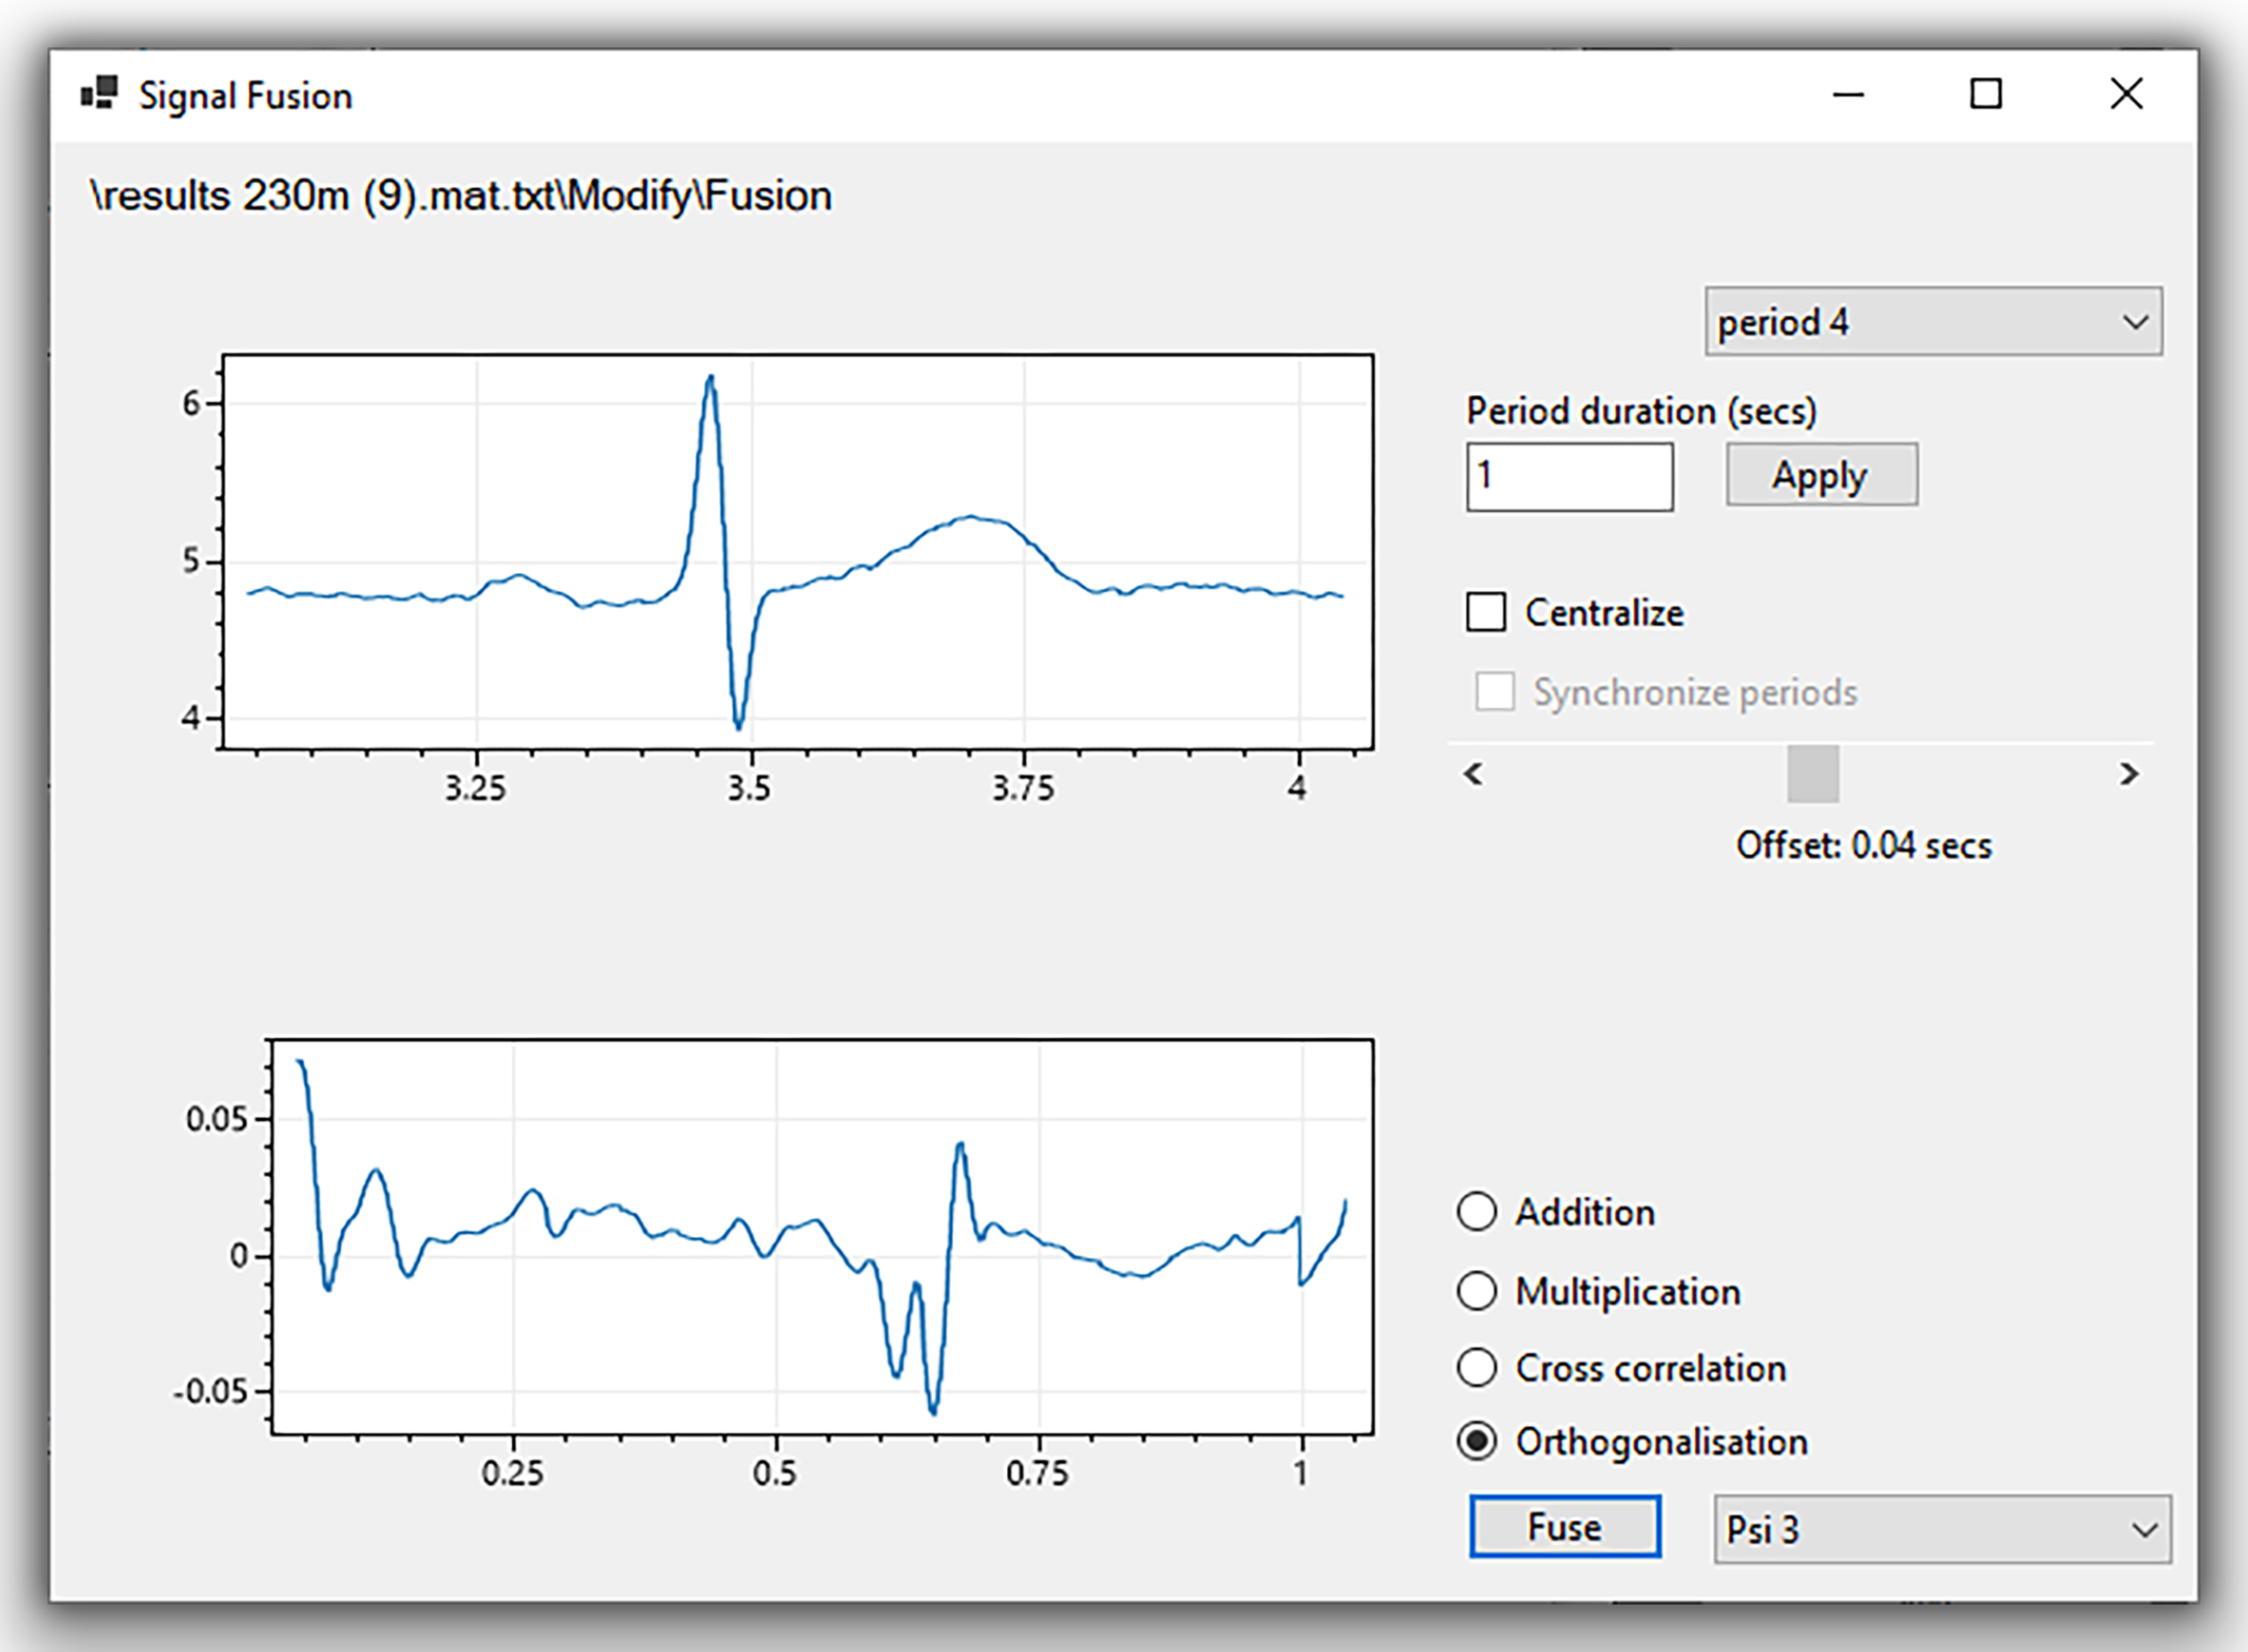 Signal Fusion
\results 230m (9).mat.txt\Modify\Fusion
period 4
Period duration (secs)
1
Apply
Centralize
Synchronize periods
< >
Offset: 0.04 secs
6
5
4
3.25 3.5 3.75 4
0.05
0
-0.05
0.25 0.5 0.75 1
Addition
Multiplication
Cross correlation
Orthogonalisation
Fuse
Psi 3